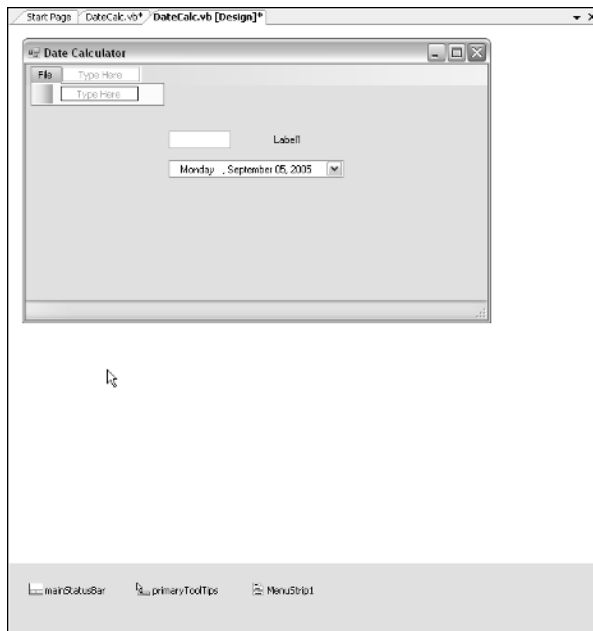 Start Page DateCalc.vb* DateCalc.vb [Design]*
Date Calculator
File Type Here
Type Here
Label1
Monday , September 05, 2005
mainStatusBar primaryToolTips MenuStrip1